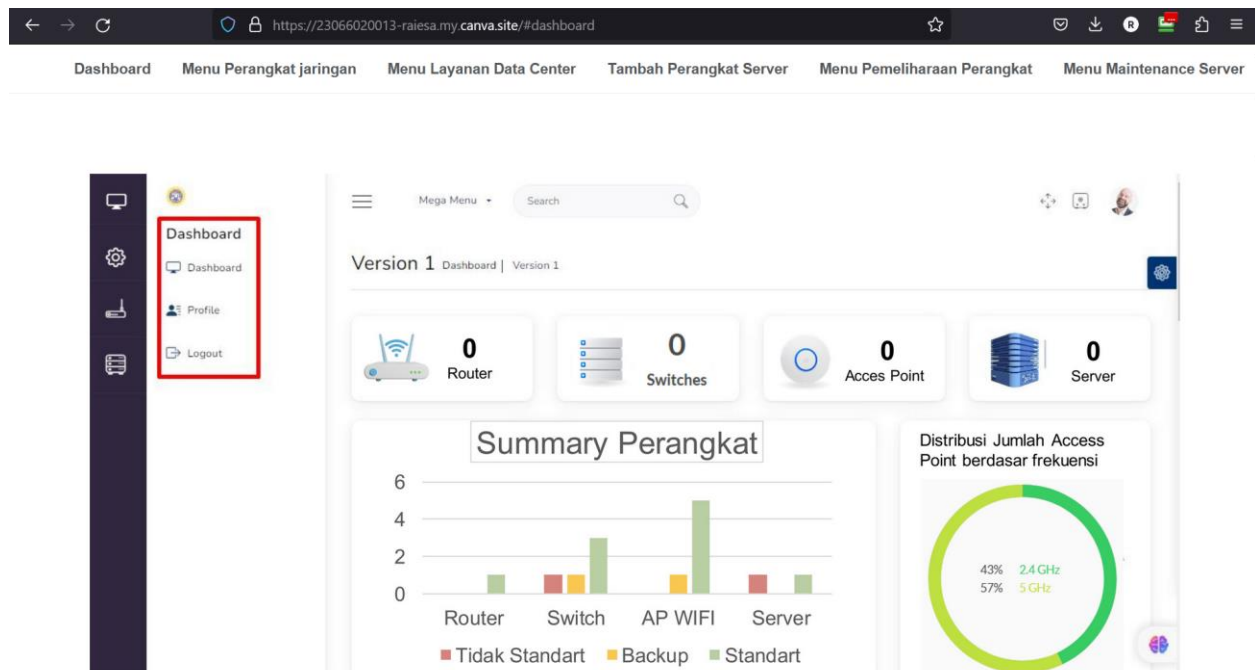 https://23066020013-raiesa.my.canva.site/#dashboard
R
Dashboard Menu Perangkat jaringan Menu Layanan Data Center Tambah Perangkat Server Menu Pemeliharaan Perangkat Menu Maintenance Server
Mega Menu Search
Dashboard
Dashboard
Profile
Logout
Version 1 Dashboard | Version 1
0 0 0 0
Router Switches Acces Point Server
Summary Perangkat
6
4
2
0
Router Switch AP WIFI Server
Tidak Standart Backup Standart
Distribusi Jumlah Access
Point berdasar frekuensi
43% 2.4 GHz
57% 5 GHz